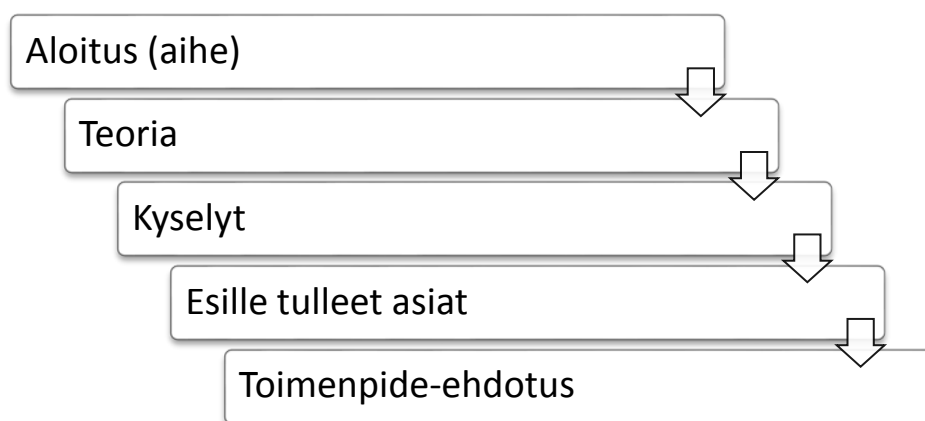 Aloitus (aihe)
Teoria
Kyselyt
Esille tulleet asiat
Toimenpide-ehdotus